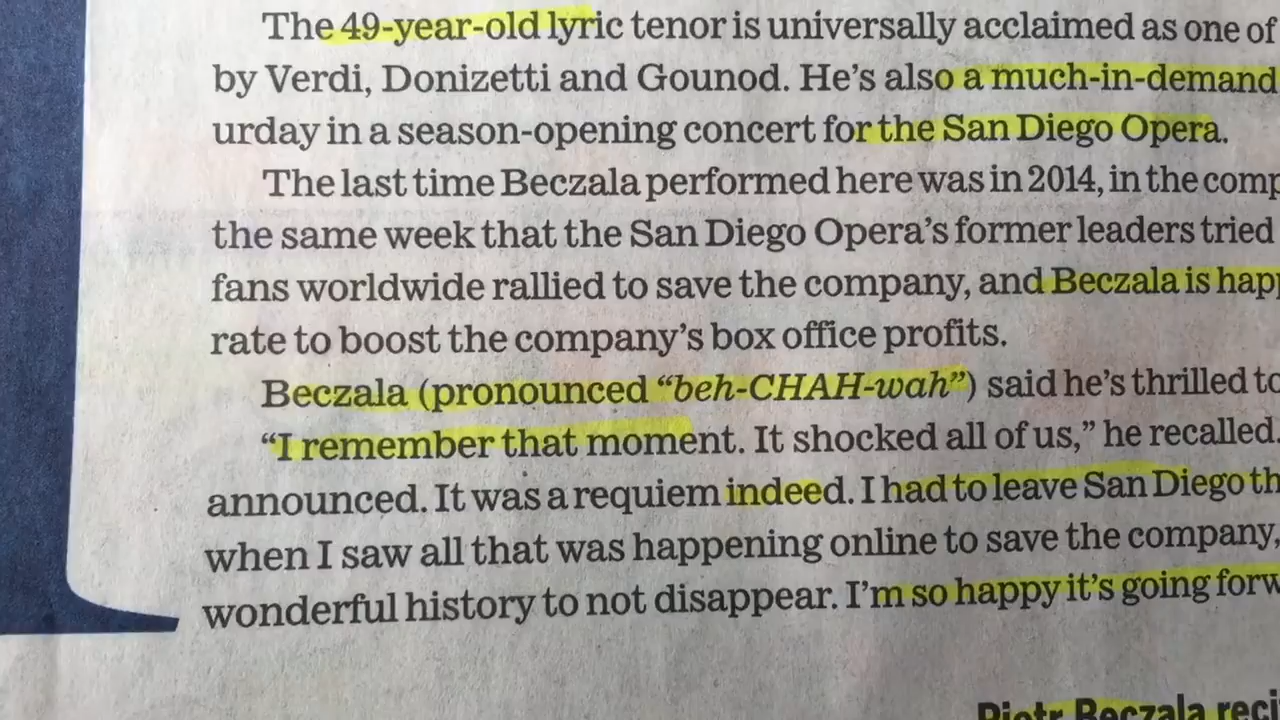 The 49-year-old lyric tenor is universally acclaimed as one of
by Verdi, Donizetti and Gounod. He’s also a much-in-demand
urday in a season-opening concert for the San Diego Opera.
The last time Beczala performed here was in 2014, in the comp
the same week that the San Diego Opera’s former leaders tried
fans worldwide rallied to save the company, and Beczala is happ
rate to boost the company’s box office profits.
Beczala (pronounced “beh-CHAH-wah”) said he’s thrilled to
“I remember that moment. It shocked all of us,” he recalled.
announced. It was a requiem indeed. I had to leave San Diego th
when I saw all that was happening online to save the company,
wonderful history to not disappear. I’m so happy it’s going forw
Piotr Beczala reci